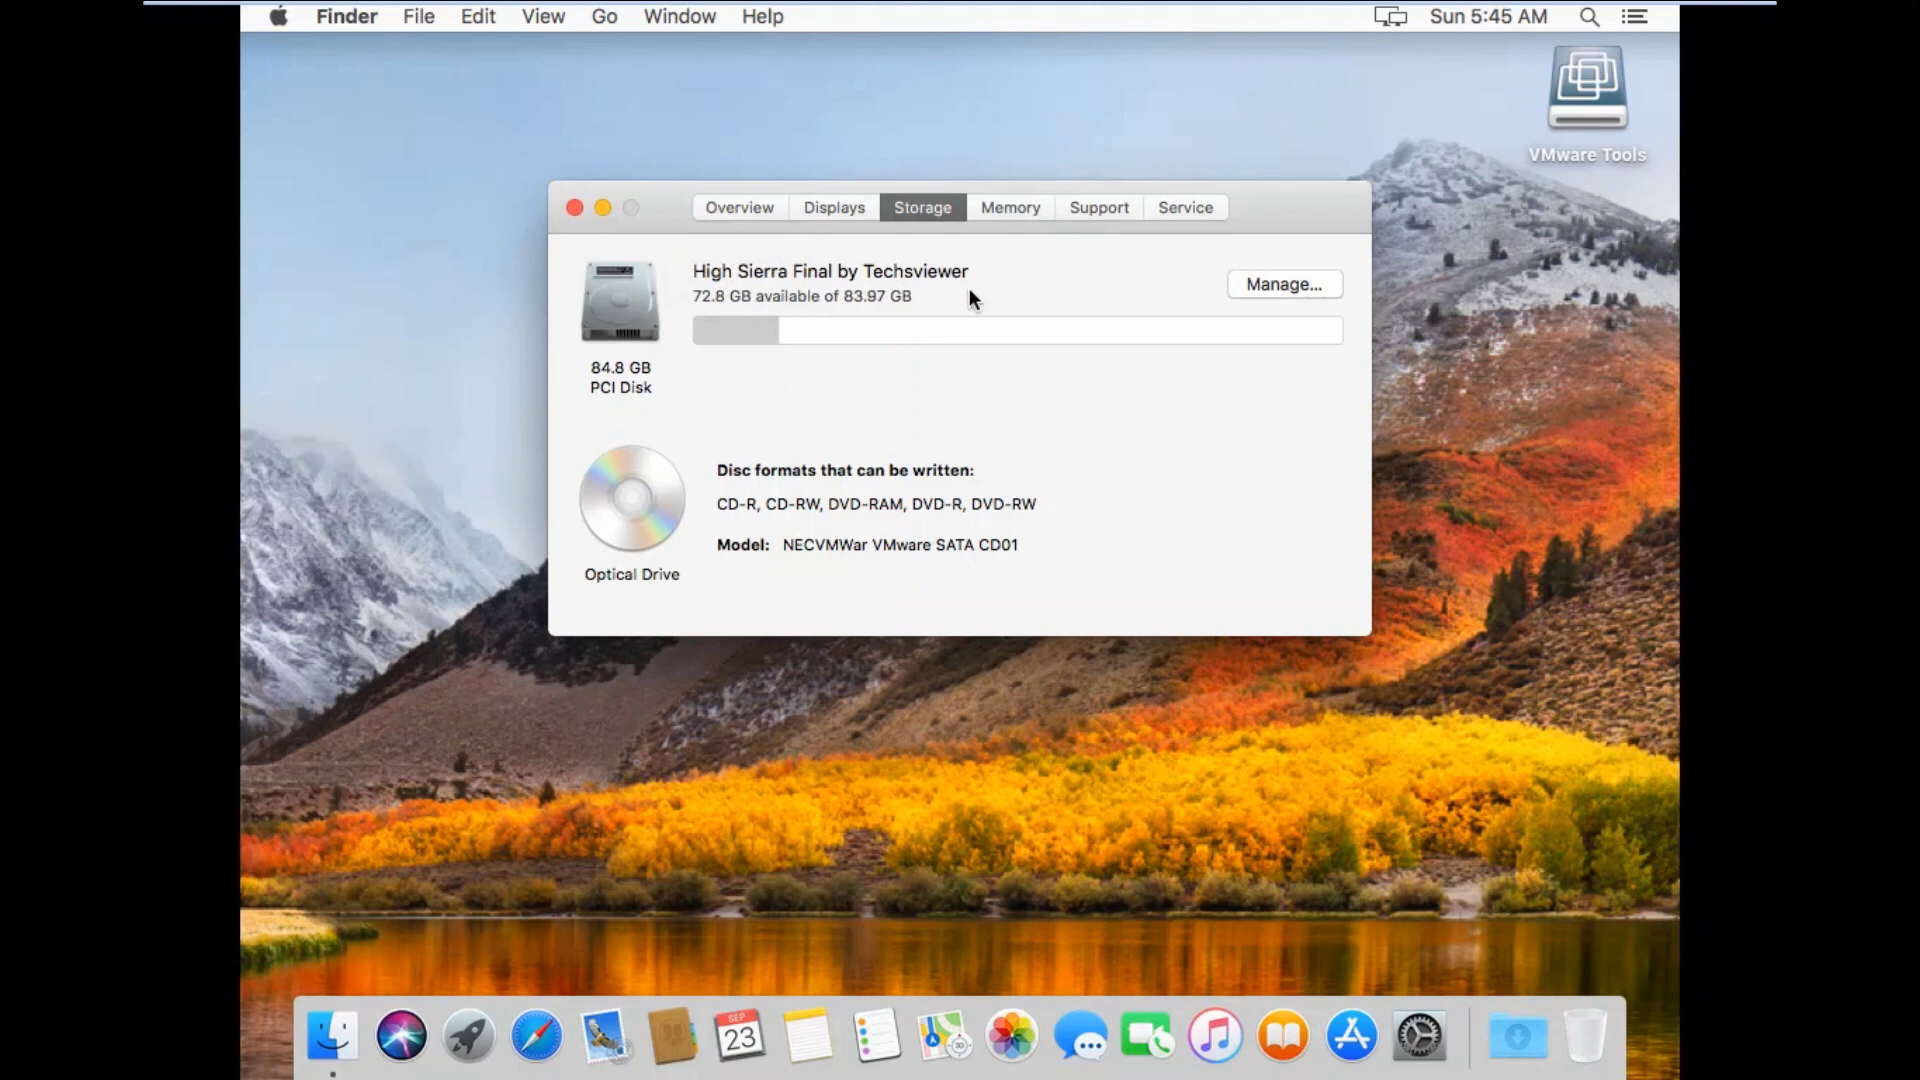 Finder File Edit View Go Window Help Sun 5:45 AM
VMware Tools
Overview Displays Storage Memory Support Service
High Sierra Final by Techsviewer
72.8 GB available of 83.97 GB
Manage...
84.8 GB
PCI Disk
Disc formats that can be written:
CD-R, CD-RW, DVD-RAM, DVD-R, DVD-RW
Model: NECVMWar VMware SATA CD01
Optical Drive
SEP
23
3D